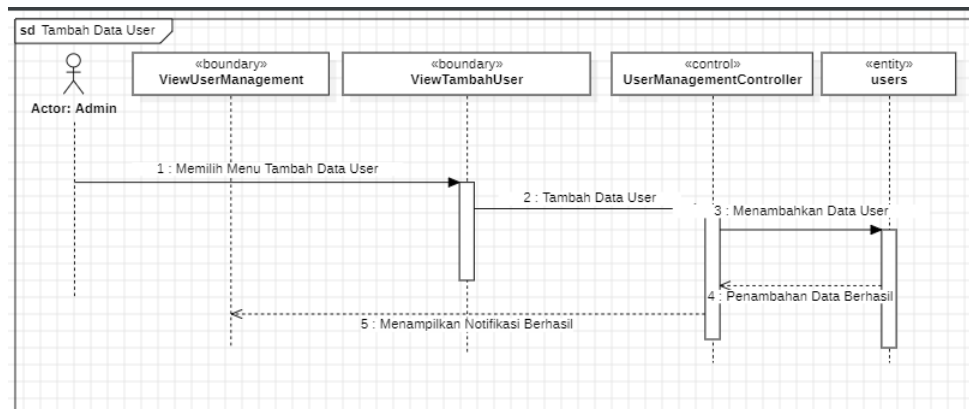 sd Tambah Data User
«boundary»
ViewUserManagement
«boundary»
ViewTambahUser
«control»
UserManagementController
«entity»
users
Actor: Admin
1 : Memilih Menu Tambah Data User
2 : Tambah Data User
3 : Menambahkan Data User
4 : Penambahan Data Berhasil
5 : Menampilkan Notifikasi Berhasil